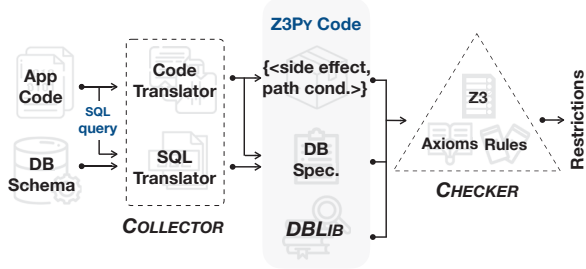 Z3PY Code
App
Code
SQL
query
DB
Schema
Code
Translator
SQL
Translator
COLLECTOR
{<side effect,
path cond.>}
DB
Spec.
DBLIB
Z3
Axioms Rules
CHECKER
Restrictions